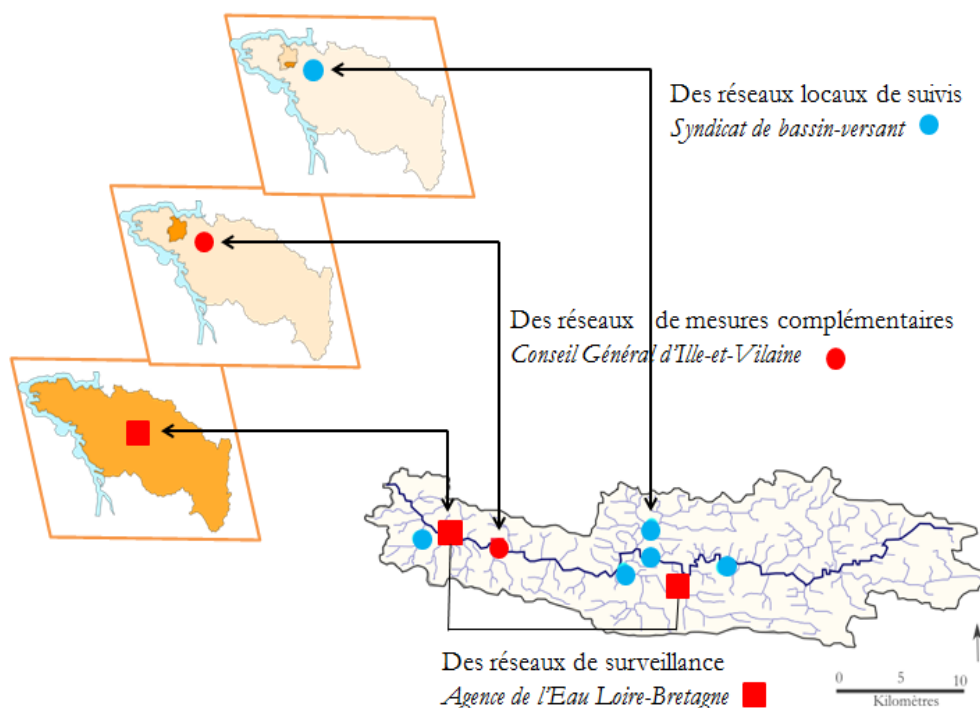 Des réseaux locaux de suivis
Syndicat de bassin-versant
Des réseaux de mesures complémentaires
Conseil Général d'Ille-et-Vilaine
Des réseaux de surveillance
Agence de l'Eau Loire-Bretagne
0 5 10
Kilomètres